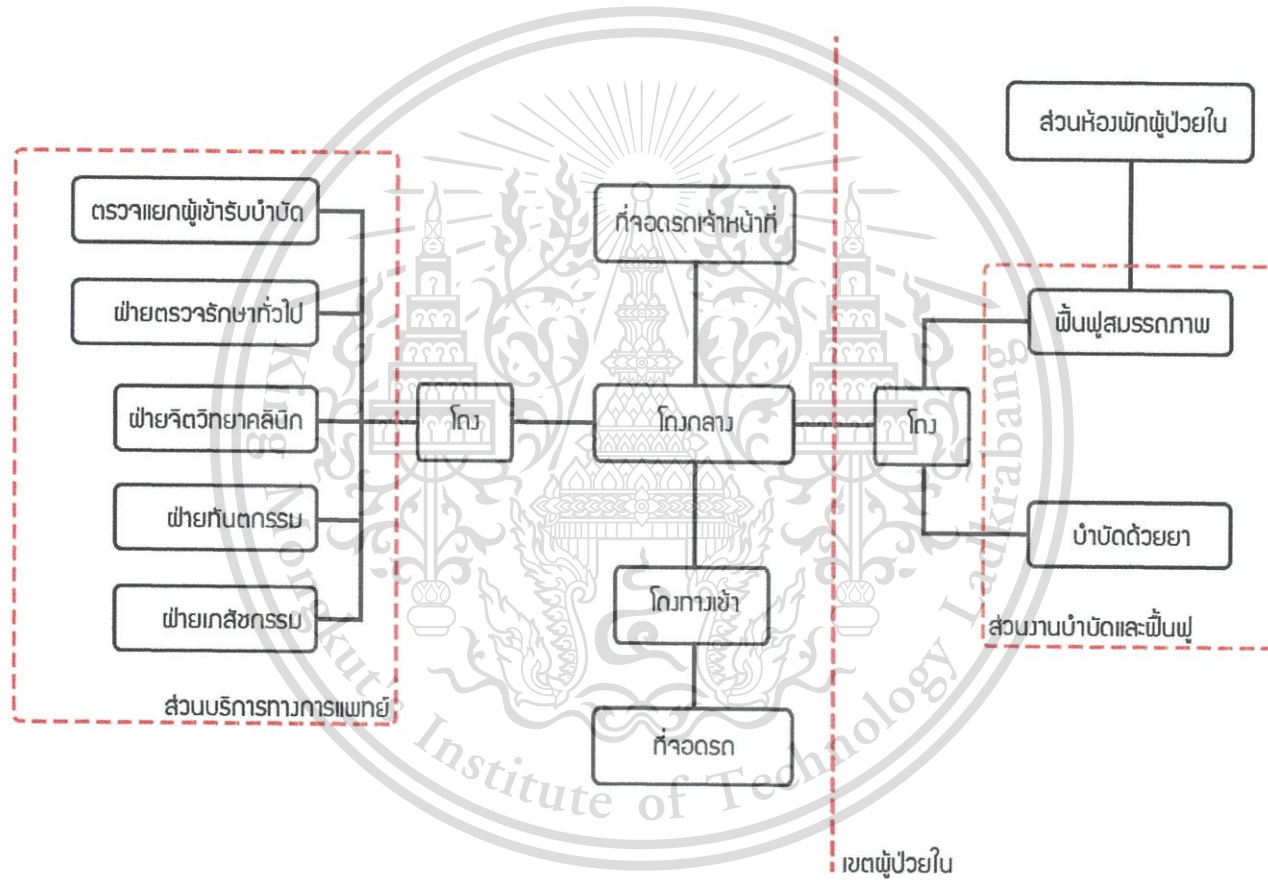 ตรวจแยกผู้เข้ารับบำบัด
ฝ่ายตรวจรักษาทั่วไป
ฝ่ายจิตวิทยาคลินิก
ฝ่ายทันตกรรม
ฝ่ายเภสัชกรรม
ส่วนบริการทางการแพทย์
โถง
ที่จอดรถเจ้าหน้าที่
โถงกลาง
โถงทางเข้า
ที่จอดรถ
โถง
ส่วนห้องพักผู้ป่วยใน
ฟื้นฟูสมรรถภาพ
บำบัดด้วยยา
ส่วนงานบำบัดและฟื้นฟู
เขตผู้ป่วยใน
King Mongkut's Institute of Technology Ladkrabang